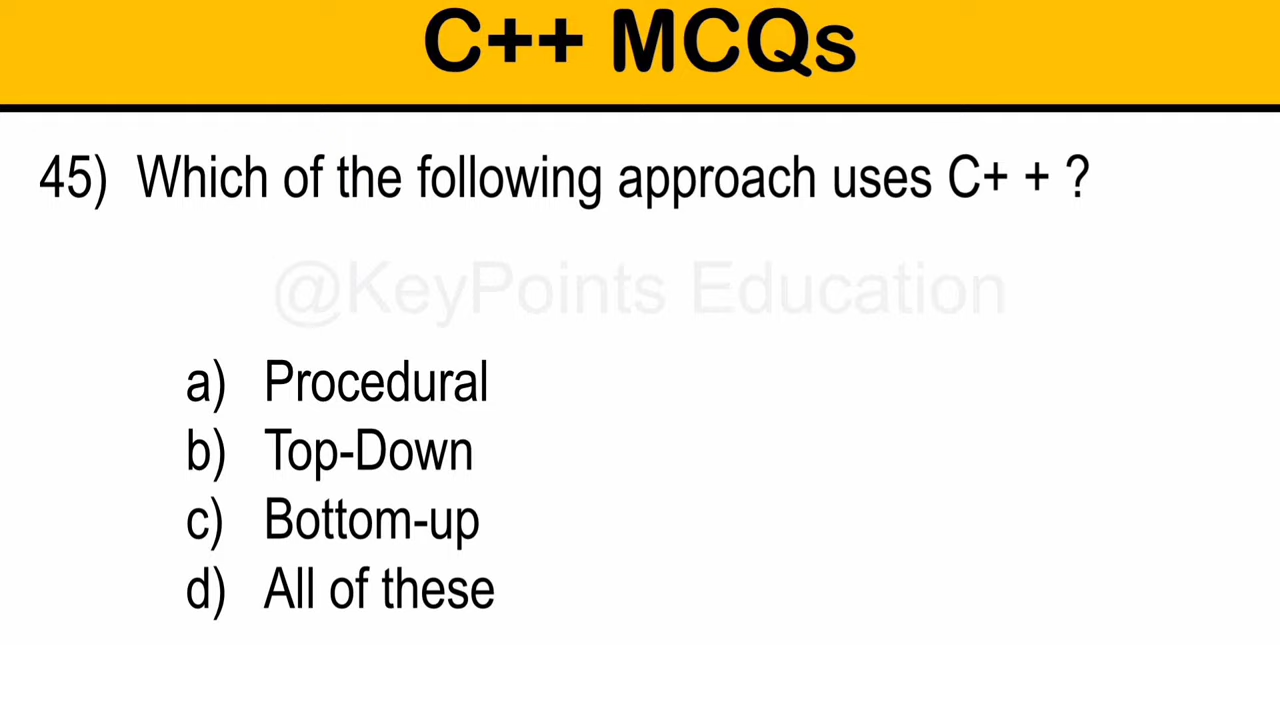 C++ MCQs
45) Which of the following approach uses C+ + ?
@KeyPoints Education
a) Procedural
b) Top-Down
c) Bottom-up
d) All of these